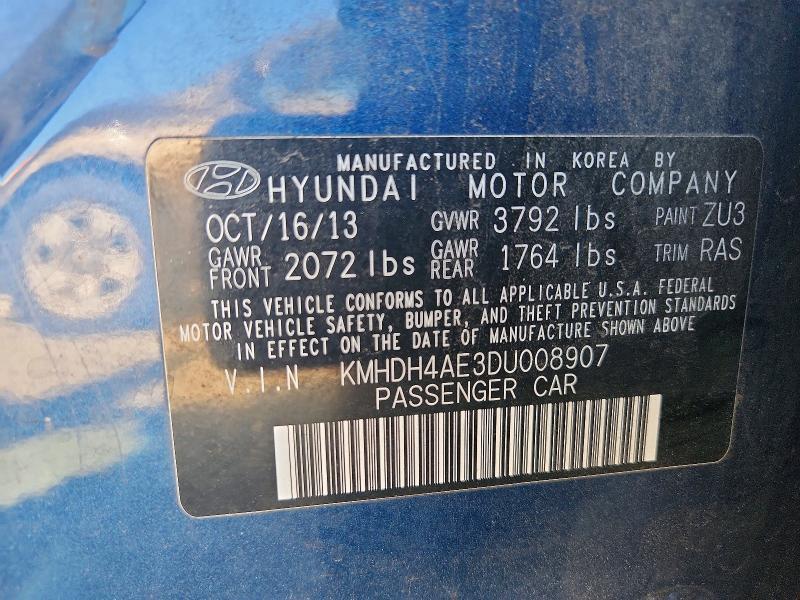 MANUFACTURED IN KOREA BY
HYUNDAI MOTOR COMPANY
OCT/16/13 GVWR 3792 lbs PAINT ZU3
GAWR FRONT 2072 lbs GAWR REAR 1764 lbs TRIM RAS
THIS VEHICLE CONFORMS TO ALL APPLICABLE U.S.A. FEDERAL
MOTOR VEHICLE SAFETY, BUMPER, AND THEFT PREVENTION STANDARDS
IN EFFECT ON THE DATE OF MANUFACTURE SHOWN ABOVE
V.I.N KMHDH4AE3DU008907
PASSENGER CAR